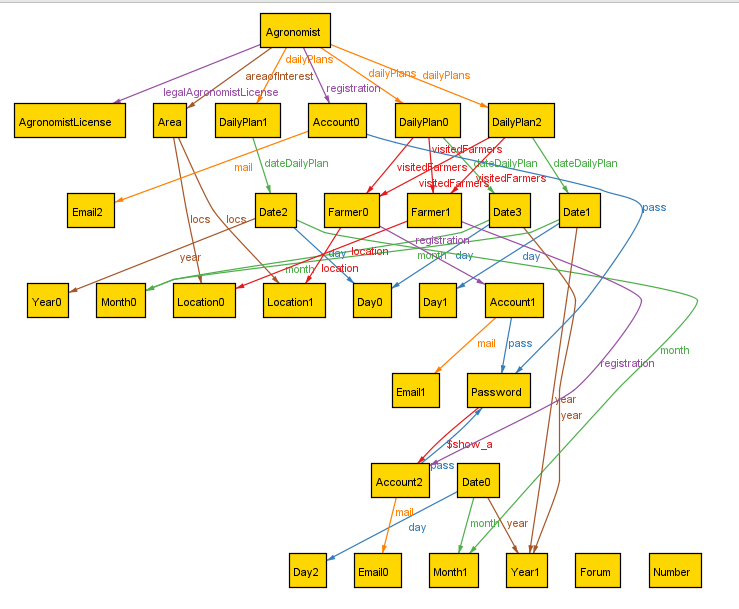 Agronomist
dailyPlans
dailyPlans
dailyPlans
areaofInterest
registration
legalAgronomistLicense
AgronomistLicense
Area
DailyPlan1
Account0
DailyPlan0
DailyPlan2
visitedFarmers
mail
dateDailyPlan
visitedFarmers
dateDailyPlan
dateDailyPlan
visitedFarmers
visitedFarmers
Email2
Date2
Farmer0
Farmer1
Date3
Date1
pass
locs
locs
registration
year
day
location
month
day
day
month
location
Year0
Month0
Location0
Location1
Day0
Day1
Account1
mail
pass
month
registration
Email1
Password
year
year
$show_a
pass
Account2
Date0
mail
day
month
year
Day2
Email0
Month1
Year1
Forum
Number